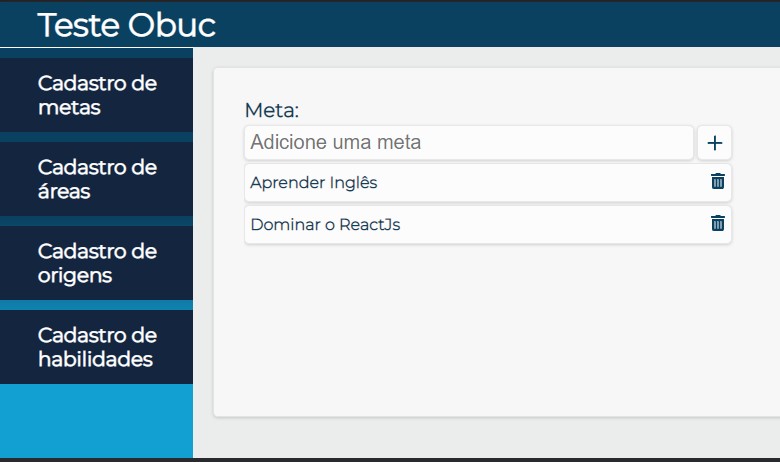 Teste Obuc
Cadastro de
metas
Cadastro de
áreas
Cadastro de
origens
Cadastro de
habilidades
Meta:
Adicione uma meta
+
Aprender Inglês
Dominar o ReactJs